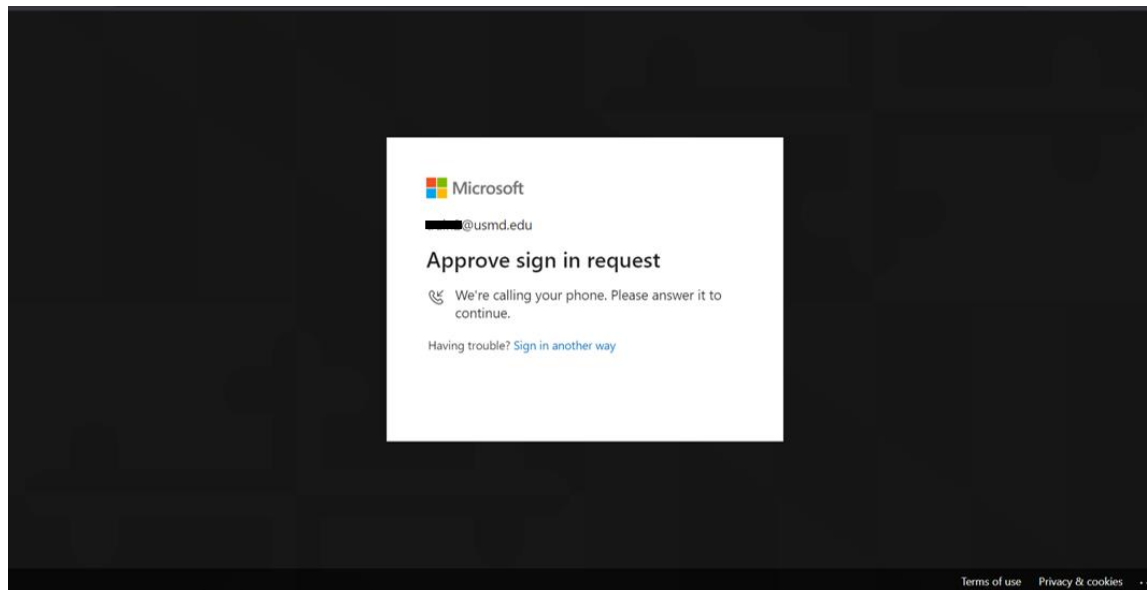 Microsoft
@usmd.edu
Approve sign in request
We're calling your phone. Please answer it to
continue.
Having trouble? Sign in another way
Terms of use Privacy & cookies